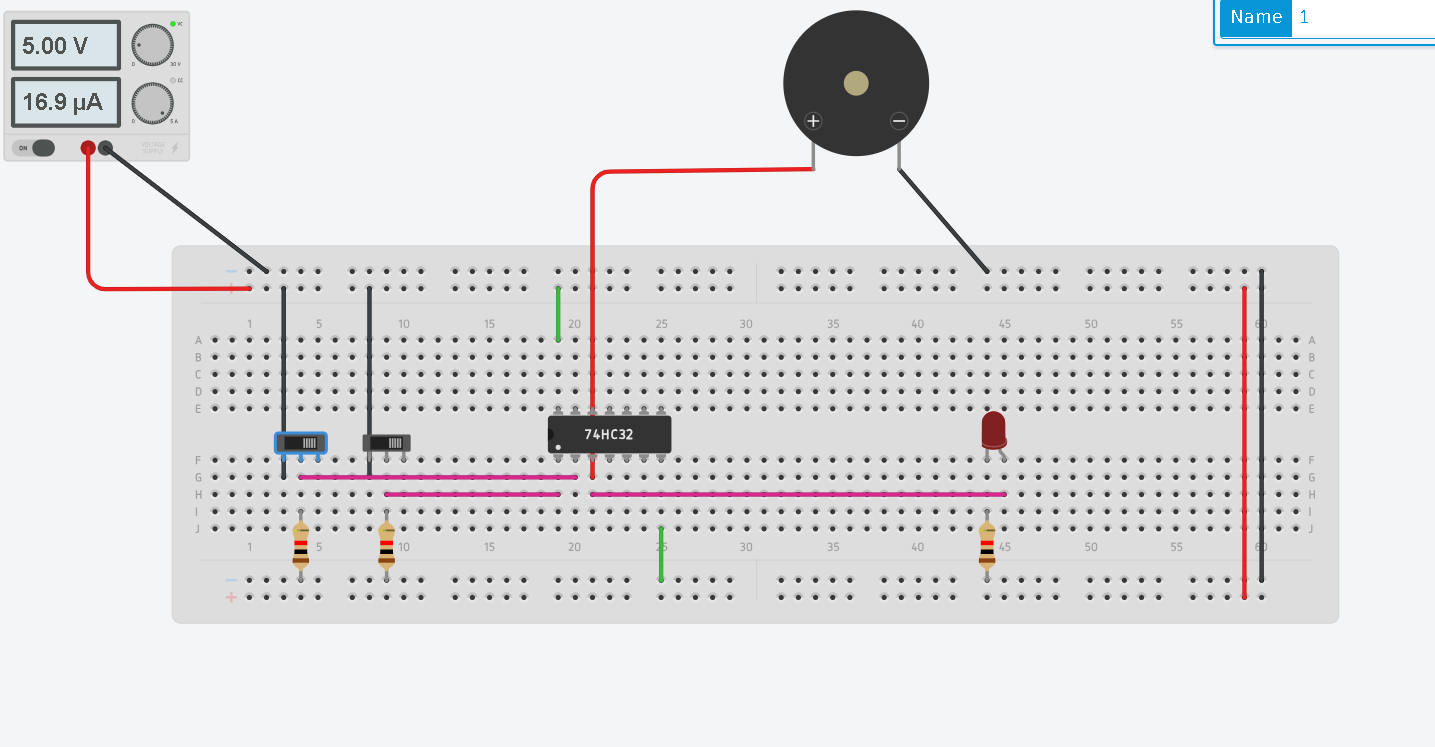 Name 1
5.00 V
VC
0 30 V
16.9 µA
CC
0 5 A
ON VOLTAGE SUPPLY
+ −
−
+
1 5 10 15 20 25 30 35 40 45 50 55 60
A A
B B
C C
D D
E E
74HC32
F F
G G
H H
I I
J J
1 5 10 15 20 25 30 35 40 45 50 55 60
−
+